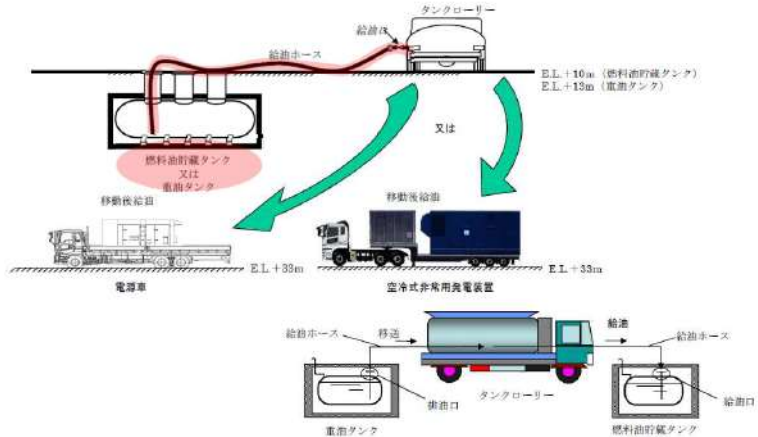 タンクローリー
給油口
給油ホース
E.L.+10m（燃料油貯蔵タンク）
E.L.+13m（重油タンク）
又は
燃料油貯蔵タンク
又は
重油タンク
移動後給油
移動後給油
E.L.+33m
E.L.+33m
電源車
空冷式非常用発電装置
給油ホース
移送
給油
給油ホース
排油口
タンクローリー
給油口
重油タンク
燃料油貯蔵タンク